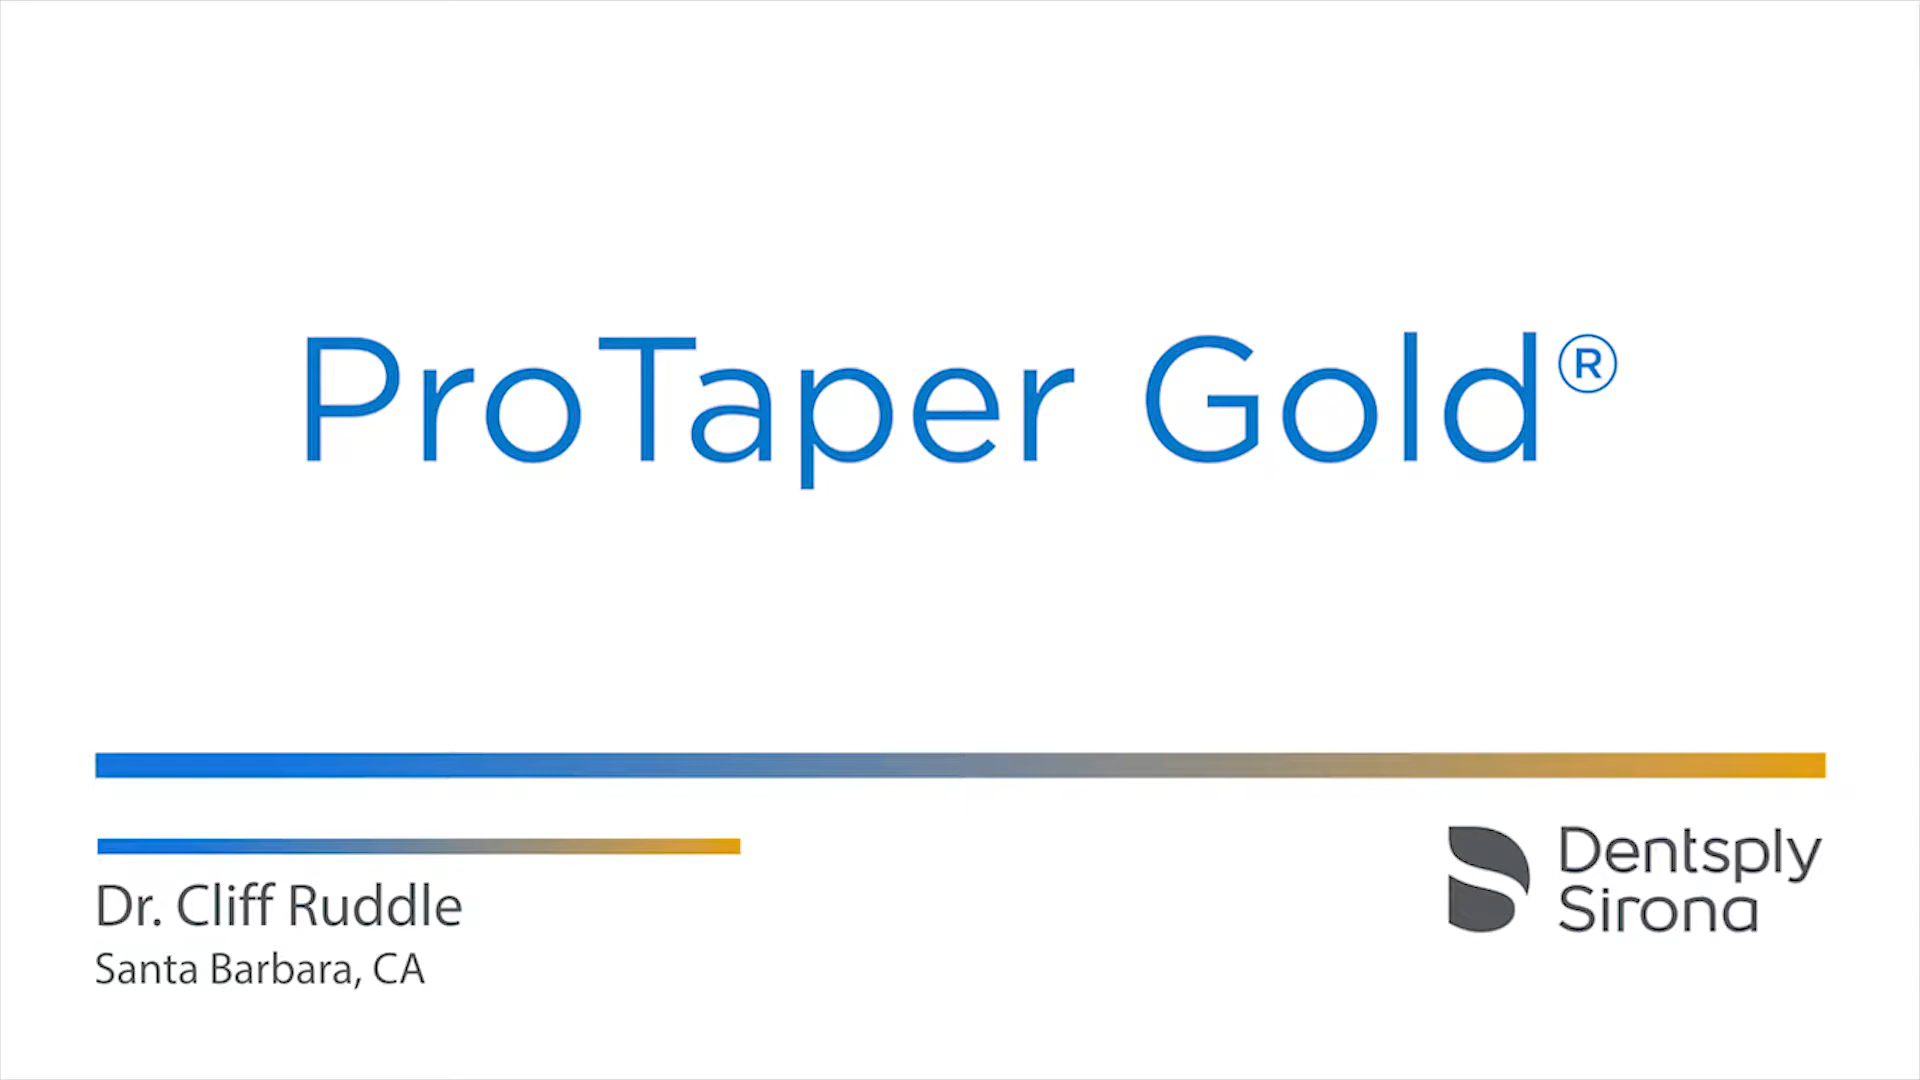 ProTaper Gold®
Dr. Cliff Ruddle
Santa Barbara, CA
Dentsply
Sirona